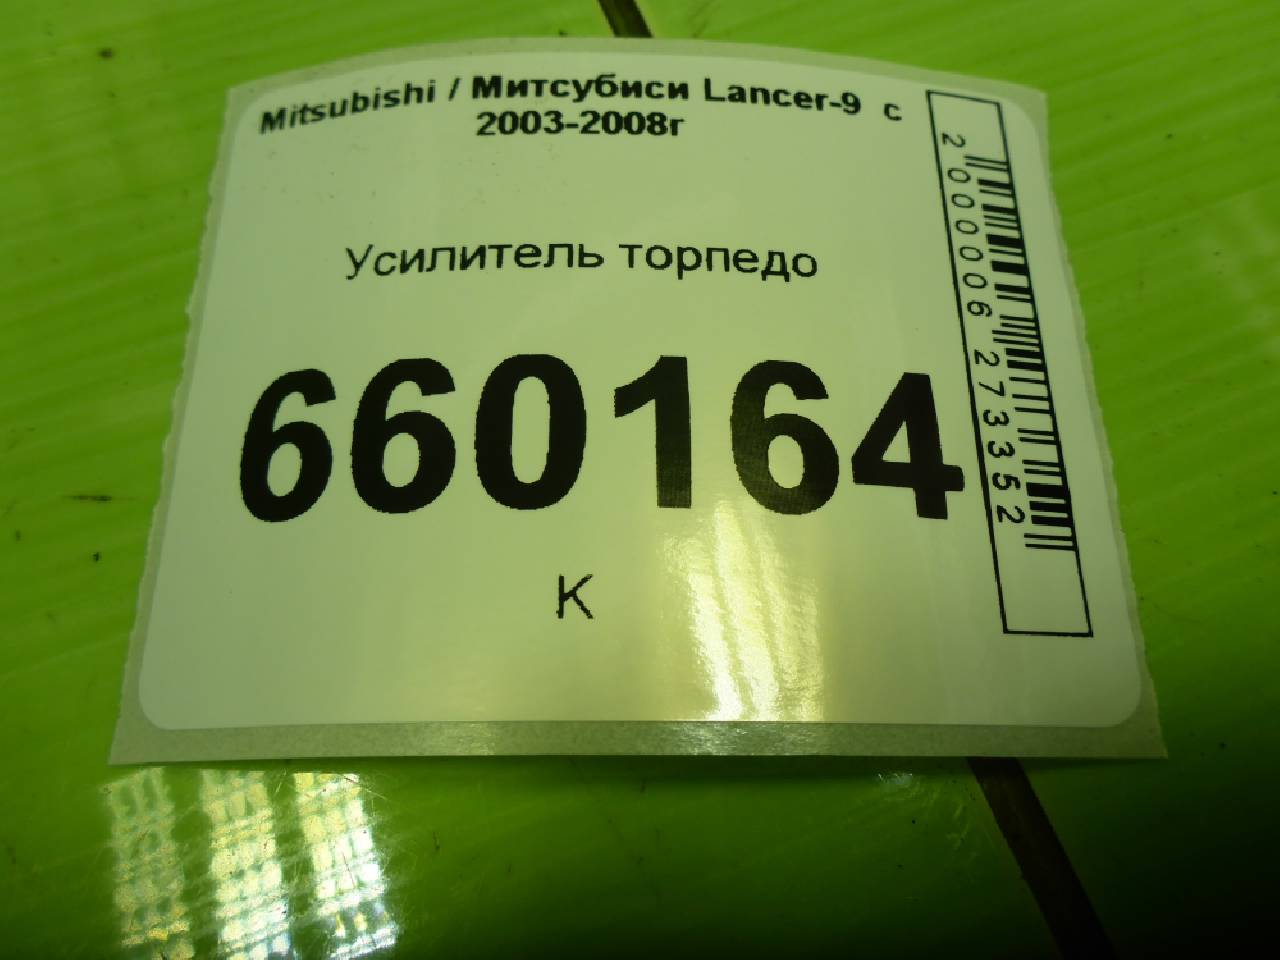 Mitsubishi / Митсубиси Lancer-9 с
2003-2008г
Усилитель торпедо
660164
К
2000006273352